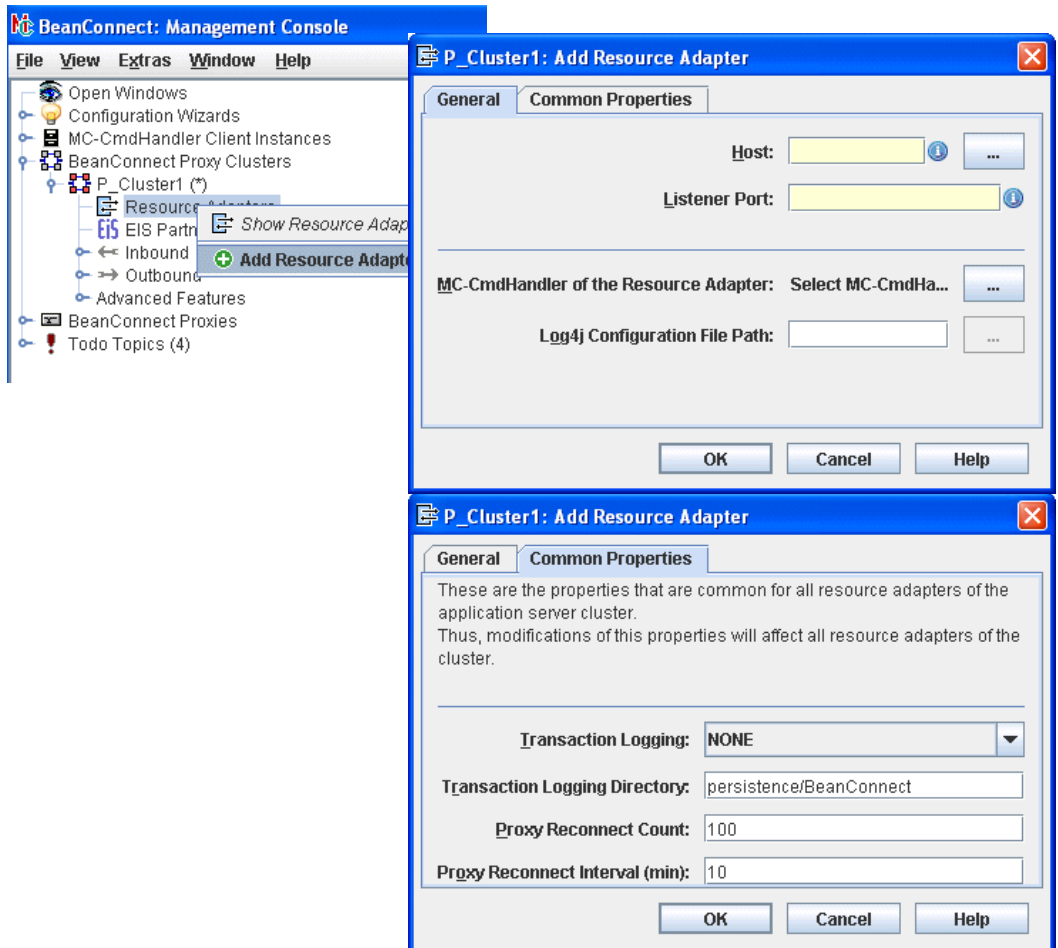 BeanConnect: Management Console
File View Extras Window Help
Open Windows
Configuration Wizards
MC-CmdHandler Client Instances
BeanConnect Proxy Clusters
P_Cluster1 (*)
Resource
EIS Partn
Inbound
Outbound
Advanced Features
BeanConnect Proxies
Todo Topics (4)
Show Resource Adap
Add Resource Adapt
P_Cluster1: Add Resource Adapter
General Common Properties
Host: ...
Listener Port:
MC-CmdHandler of the Resource Adapter: Select MC-CmdHa... ...
Log4j Configuration File Path: ...
OK Cancel Help
P_Cluster1: Add Resource Adapter
General Common Properties
These are the properties that are common for all resource adapters of the
application server cluster.
Thus, modifications of this properties will affect all resource adapters of the
cluster.
Transaction Logging: NONE
Transaction Logging Directory: persistence/BeanConnect
Proxy Reconnect Count: 100
Proxy Reconnect Interval (min): 10
OK Cancel Help